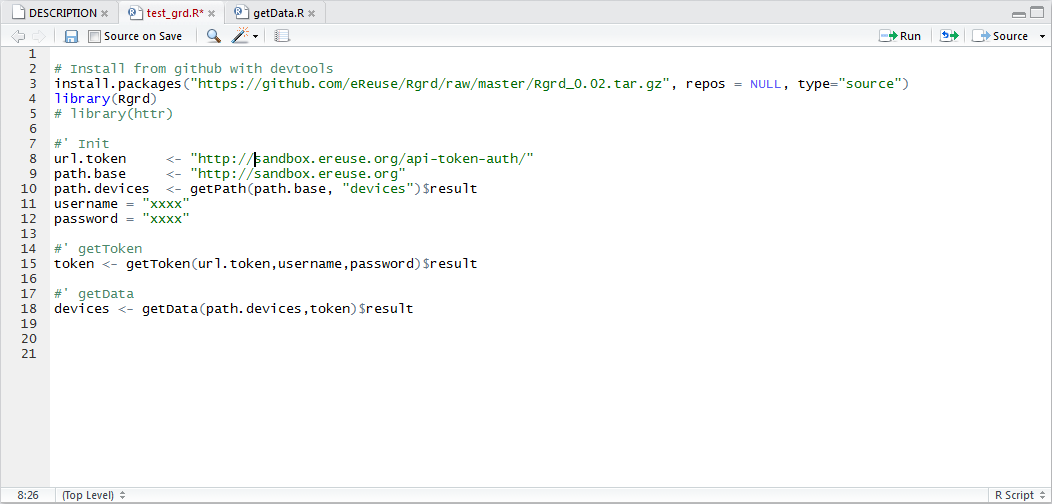 DESCRIPTION test_grd.R* getData.R
Source on Save Run Source
1
2 # Install from github with devtools
3 install.packages("https://github.com/eReuse/Rgrd/raw/master/Rgrd_0.02.tar.gz", repos = NULL, type="source")
4 library(Rgrd)
5 # library(httr)
6
7 #' Init
8 url.token     <- "http://sandbox.ereuse.org/api-token-auth/"
9 path.base     <- "http://sandbox.ereuse.org"
10 path.devices  <- getPath(path.base, "devices")$result
11 username = "xxxx"
12 password = "xxxx"
13
14 #' getToken
15 token <- getToken(url.token,username,password)$result
16
17 #' getData
18 devices <- getData(path.devices,token)$result
19
20
21
8:26 (Top Level) R Script